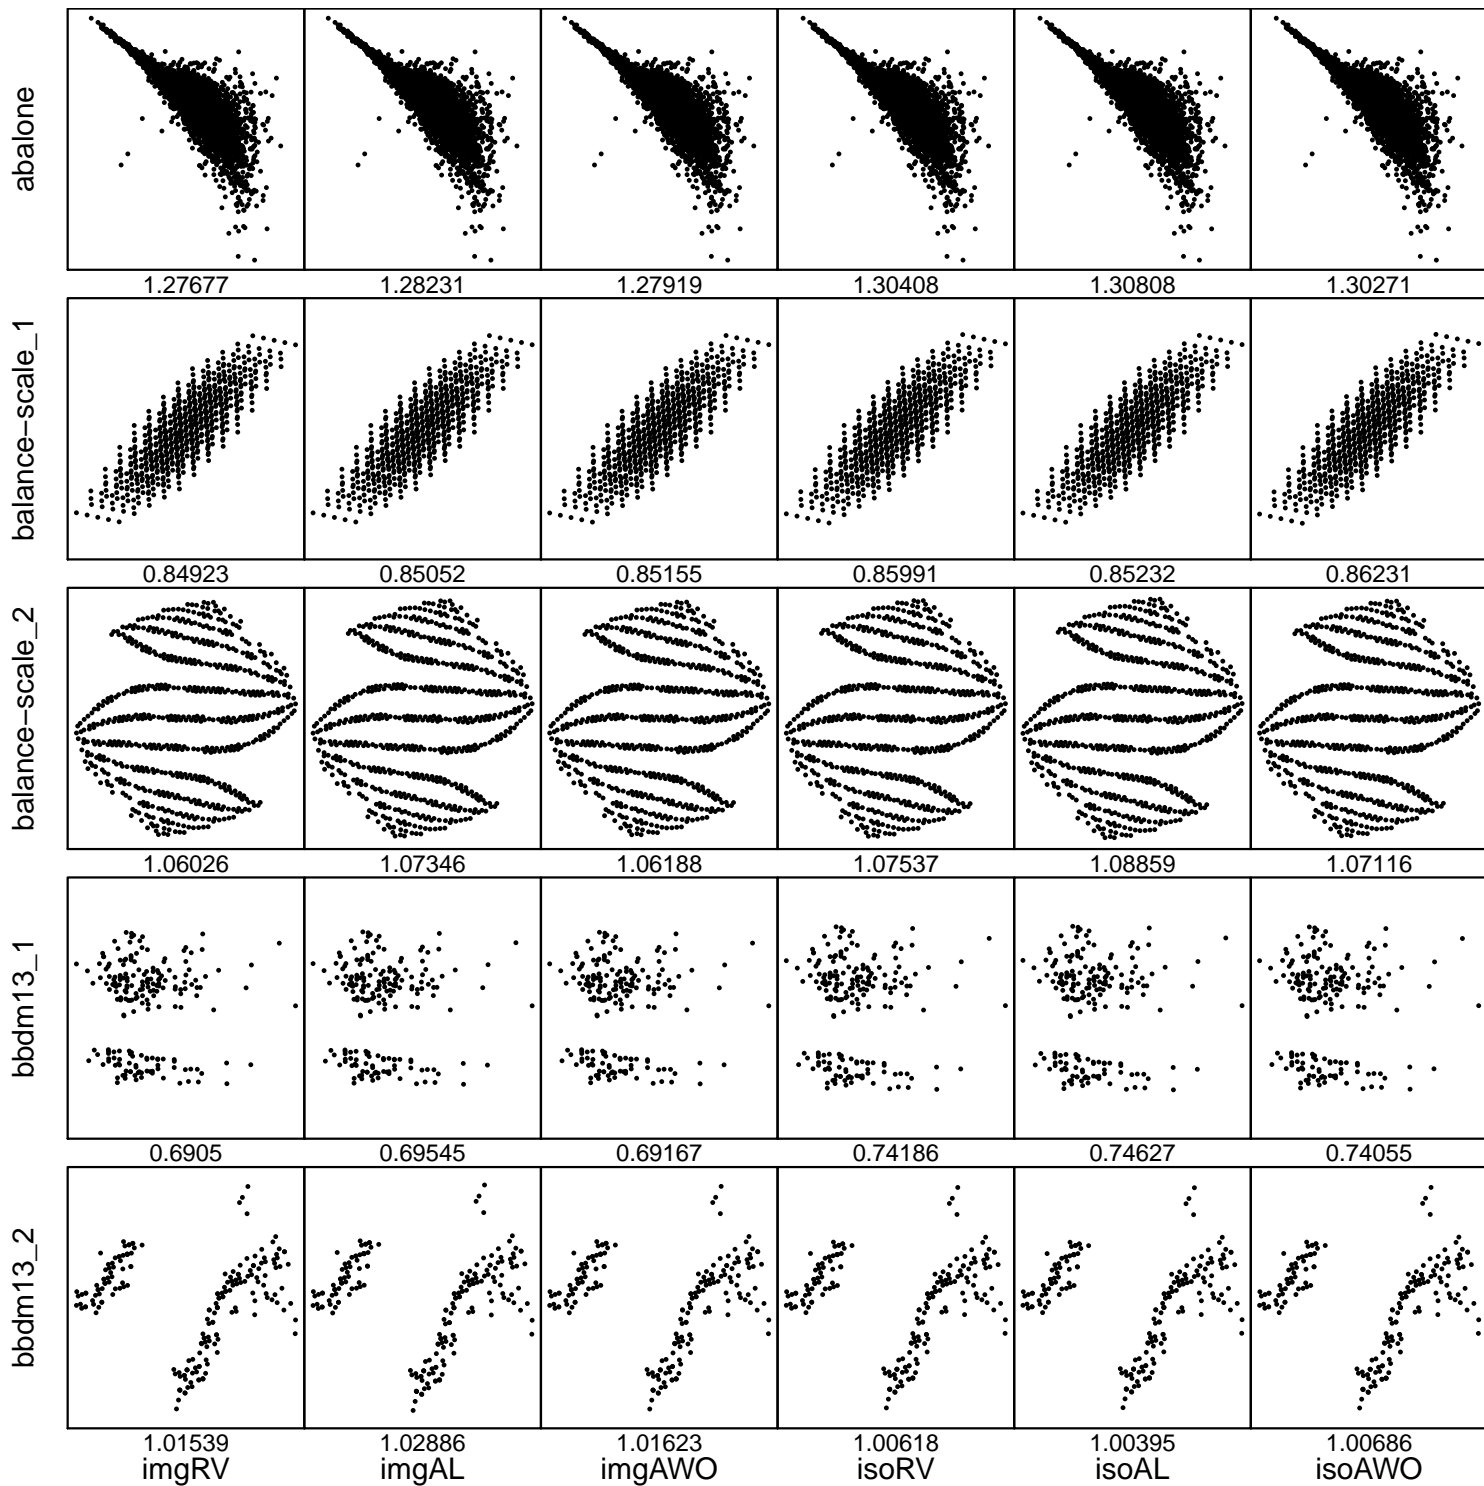 abalone
1.27677 1.28231 1.27919 1.30408 1.30808 1.30271
balance-scale_1
0.84923 0.85052 0.85155 0.85991 0.85232 0.86231
balance-scale_2
1.06026 1.07346 1.06188 1.07537 1.08859 1.07116
bbdm13_1
0.6905 0.69545 0.69167 0.74186 0.74627 0.74055
bbdm13_2
1.01539 1.02886 1.01623 1.00618 1.00395 1.00686
imgRV imgAL imgAWO isoRV isoAL isoAWO